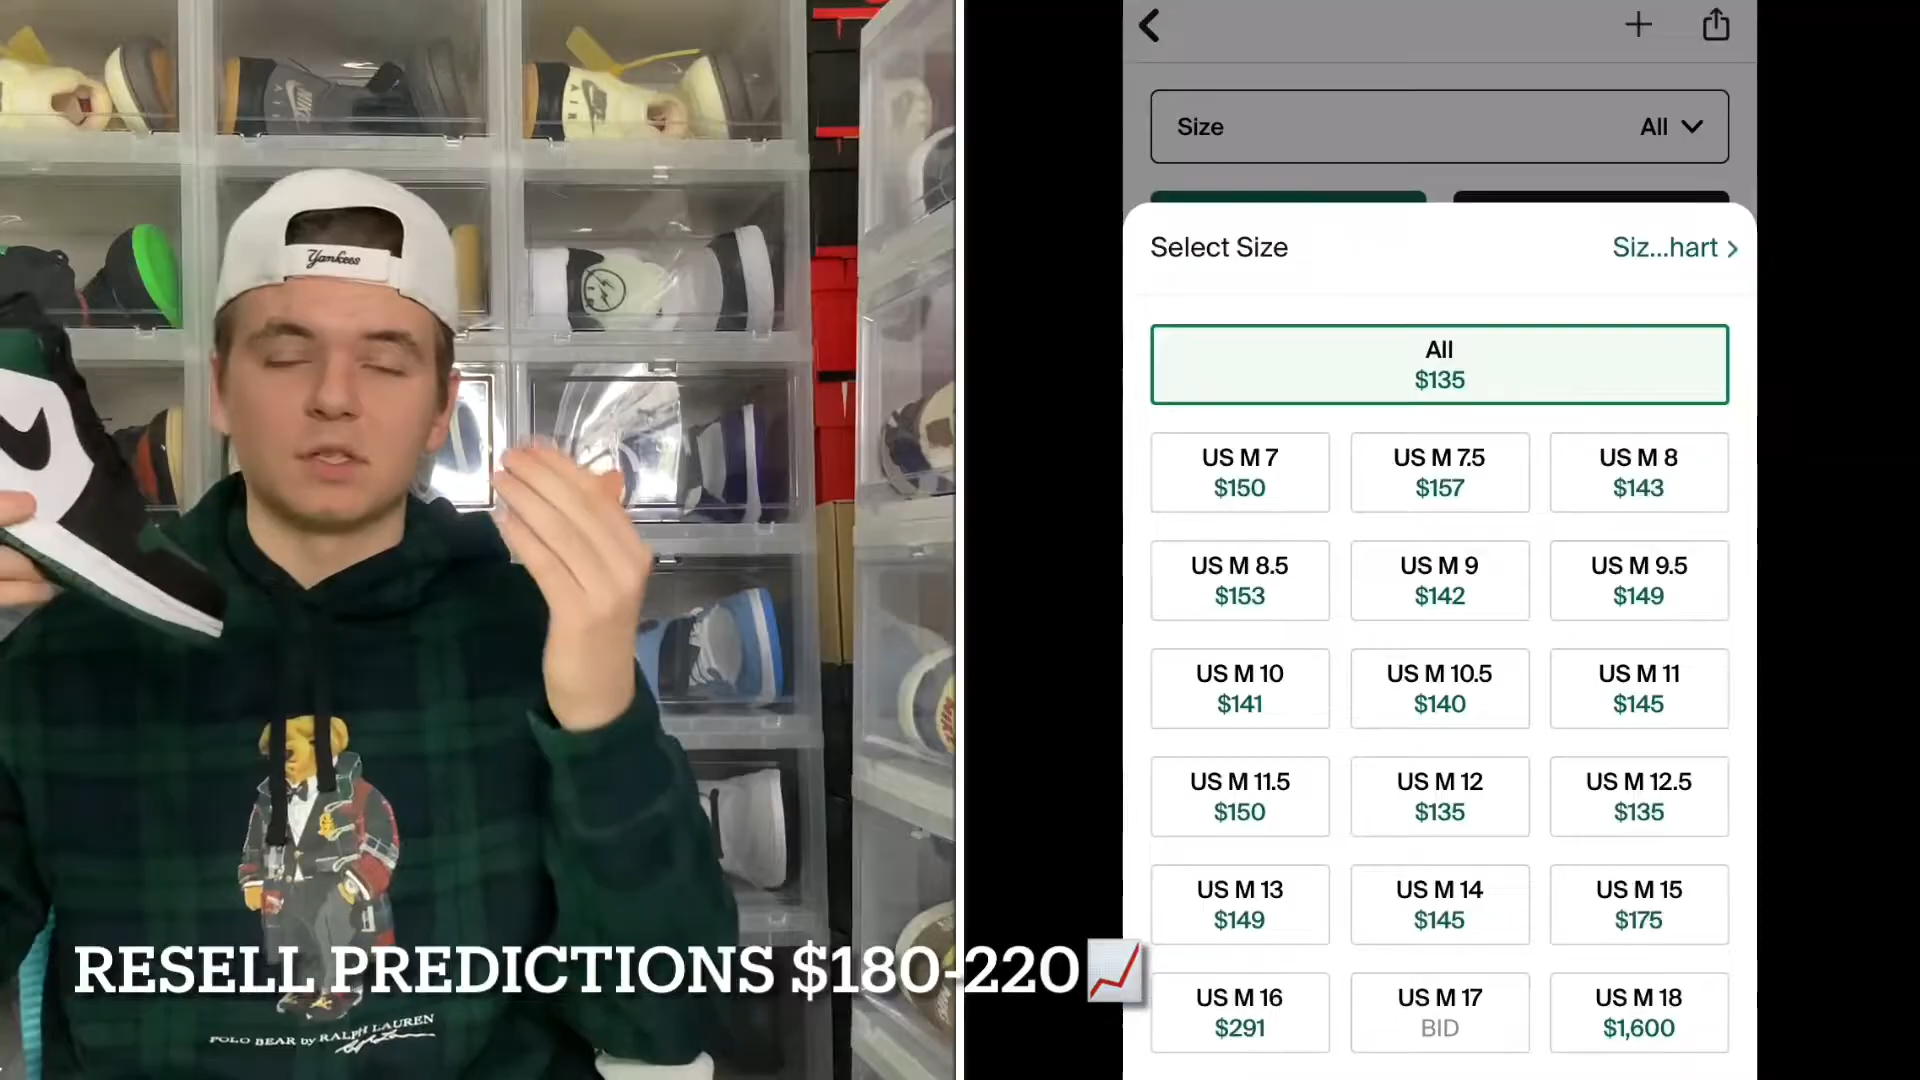 Size
All
Select Size
Siz...hart >
All
$135
US M 7
$150
US M 7.5
$157
US M 8
$143
US M 8.5
$153
US M 9
$142
US M 9.5
$149
US M 10
$141
US M 10.5
$140
US M 11
$145
US M 11.5
$150
US M 12
$135
US M 12.5
$135
US M 13
$149
US M 14
$145
US M 15
$175
US M 16
$291
US M 17
BID
US M 18
$1,600
Yankees
NIKE
AIR
NIKE
AIR
RESELL PREDICTIONS $180-220
POLO BEAR by RALPH LAUREN